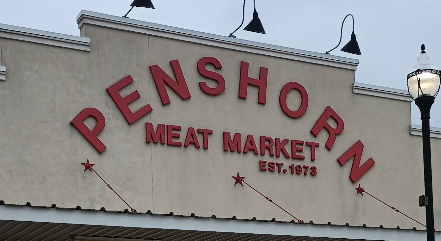 PENSHORN
MEAT MARKET
EST. 1973